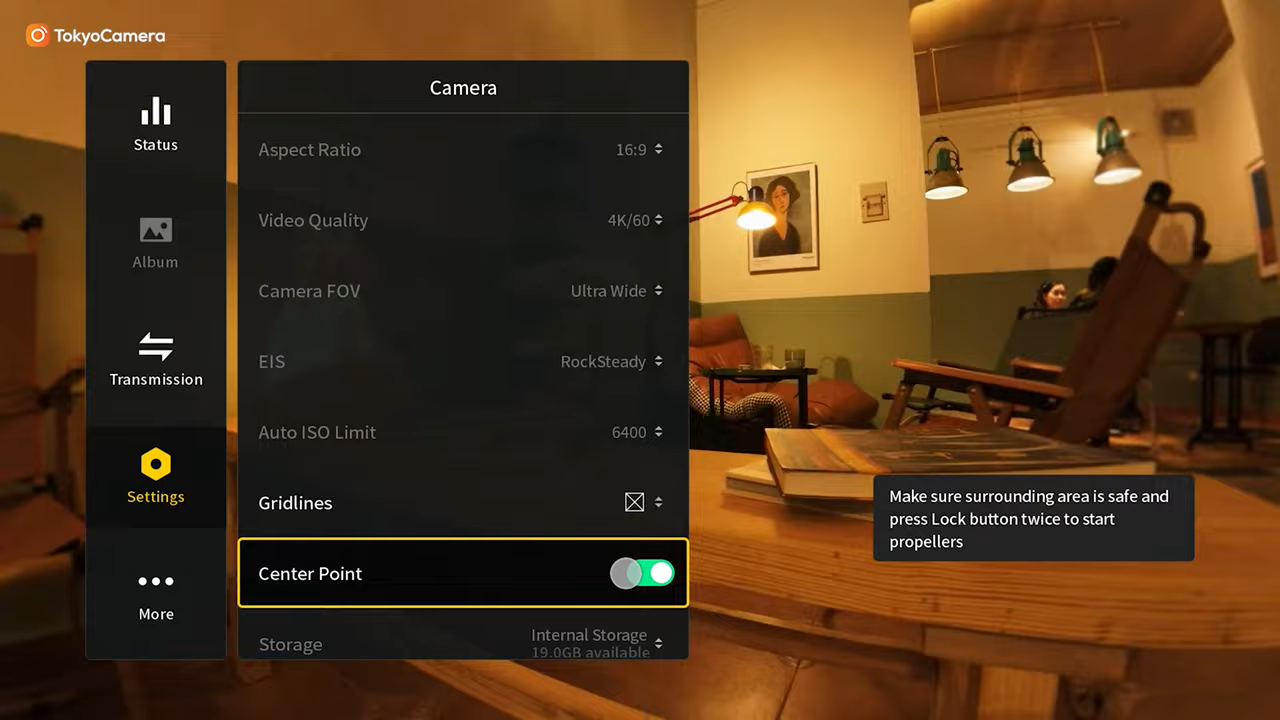 TokyoCamera
Status
Album
Transmission
Settings
More
Camera
Aspect Ratio 16:9
Video Quality 4K/60
Camera FOV Ultra Wide
EIS RockSteady
Auto ISO Limit 6400
Gridlines
Center Point
Storage Internal Storage
19.0GB available
Make sure surrounding area is safe and
press Lock button twice to start
propellers